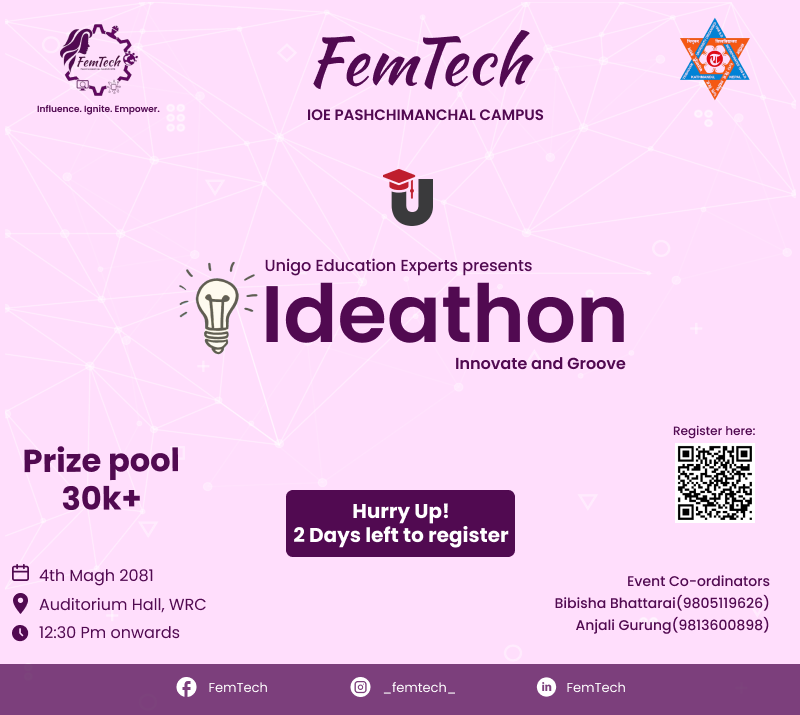 FemTech
Influence. Ignite. Empower.
FemTech
IOE PASHCHIMANCHAL CAMPUS
Unigo Education Experts presents
Ideathon
Innovate and Groove
Prize pool
30k+
Register here:
Hurry Up!
2 Days left to register
4th Magh 2081
Auditorium Hall, WRC
12:30 Pm onwards
Event Co-ordinators
Bibisha Bhattarai(9805119626)
Anjali Gurung(9813600898)
FemTech
_femtech_
FemTech